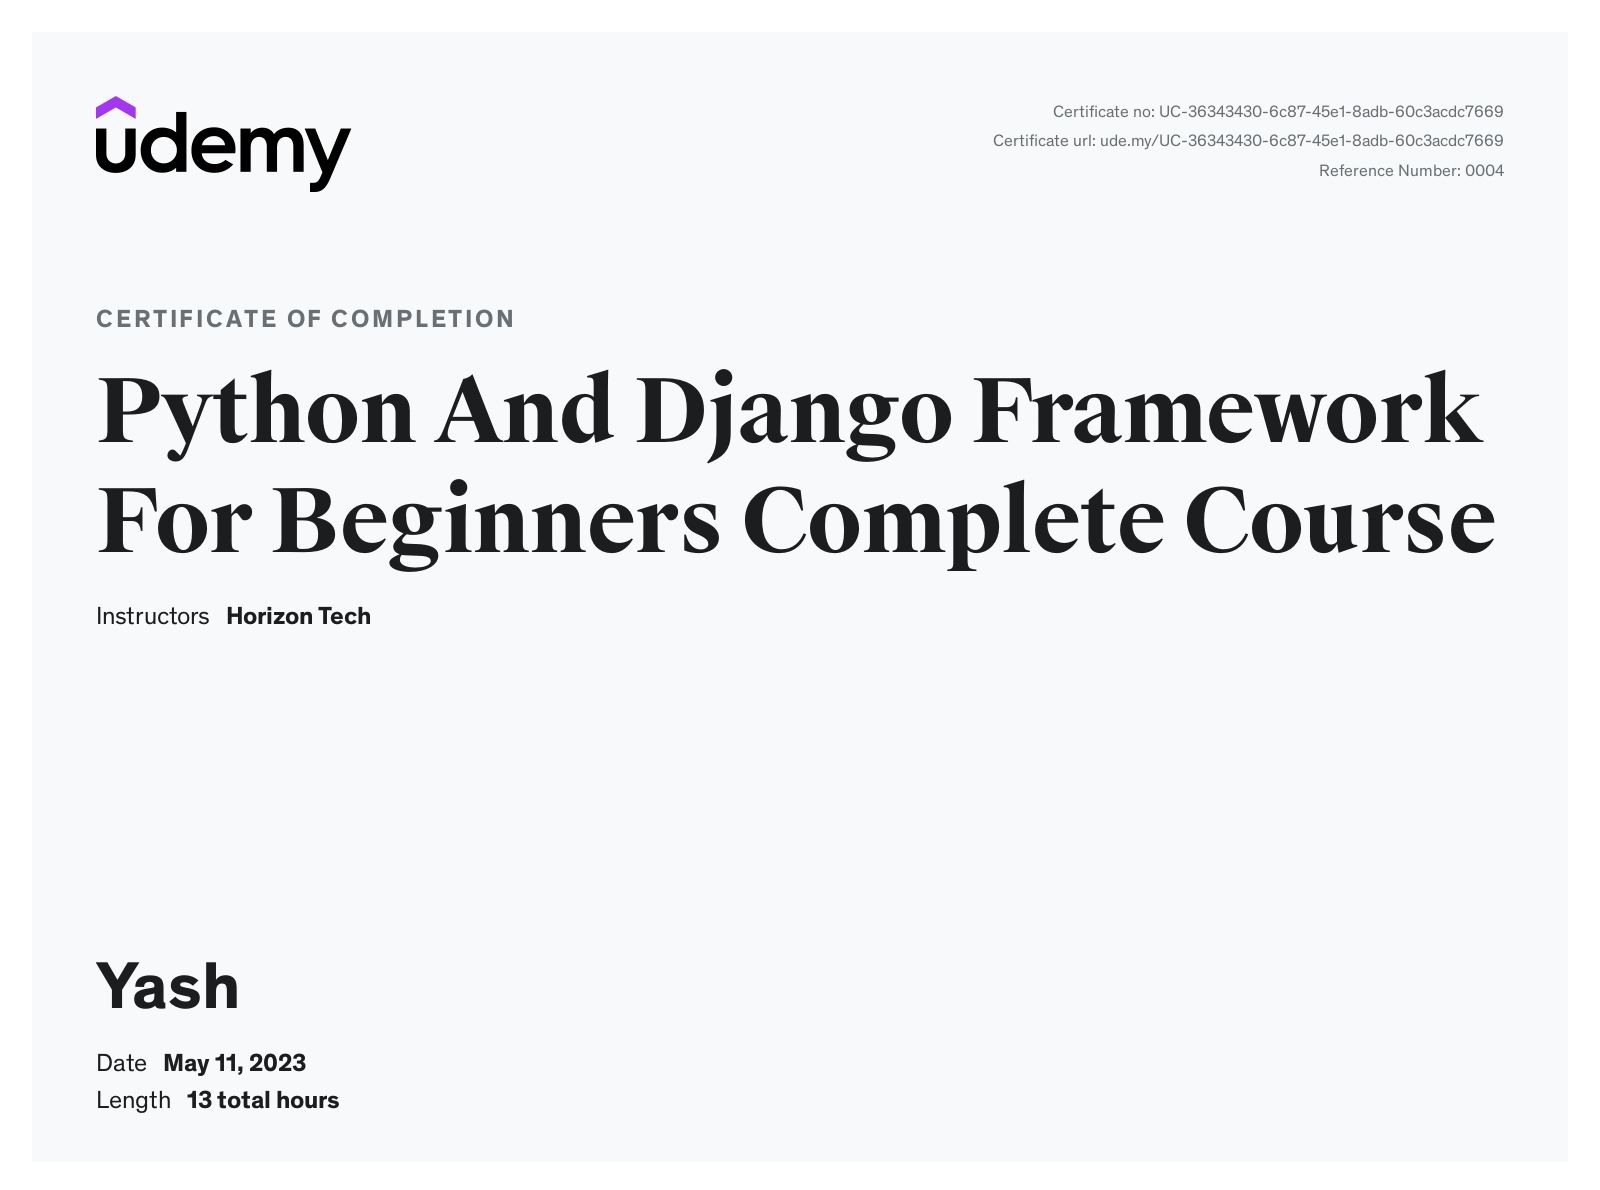 udemy
Certificate no: UC-36343430-6c87-45e1-8adb-60c3acdc7669
Certificate url: ude.my/UC-36343430-6c87-45e1-8adb-60c3acdc7669
Reference Number: 0004
CERTIFICATE OF COMPLETION
Python And Django Framework
For Beginners Complete Course
Instructors Horizon Tech
Yash
Date May 11, 2023
Length 13 total hours